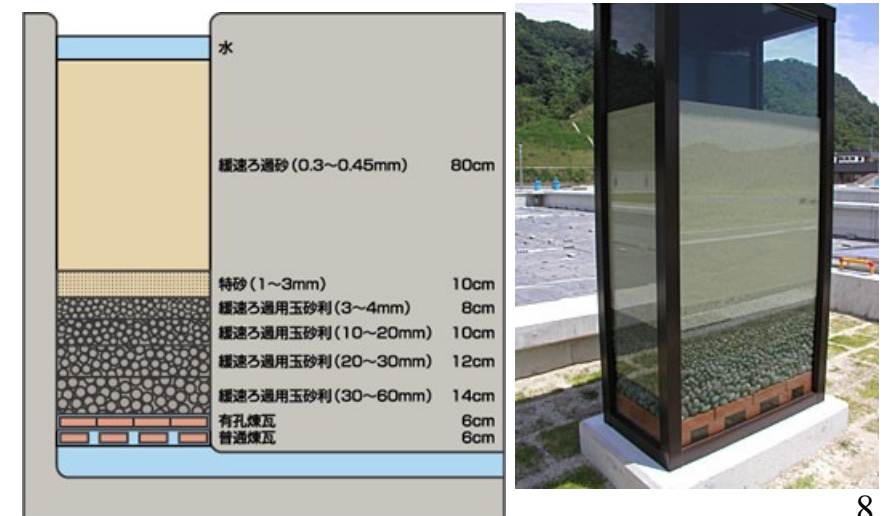 水
緩速ろ過砂（0.3～0.45mm） 80cm
特砂（1～3mm） 10cm
緩速ろ過用玉砂利（3～4mm） 8cm
緩速ろ過用玉砂利（10～20mm） 10cm
緩速ろ過用玉砂利（20～30mm） 12cm
緩速ろ過用玉砂利（30～60mm） 14cm
有孔煉瓦 6cm
普通煉瓦 6cm
8